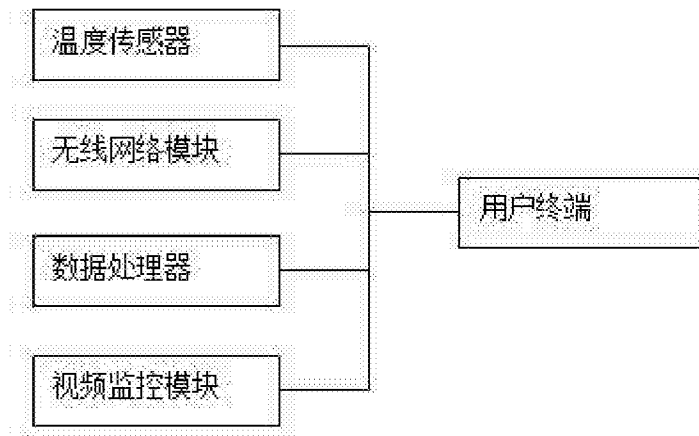 温度传感器
无线网络模块
数据处理器
视频监控模块
用户终端